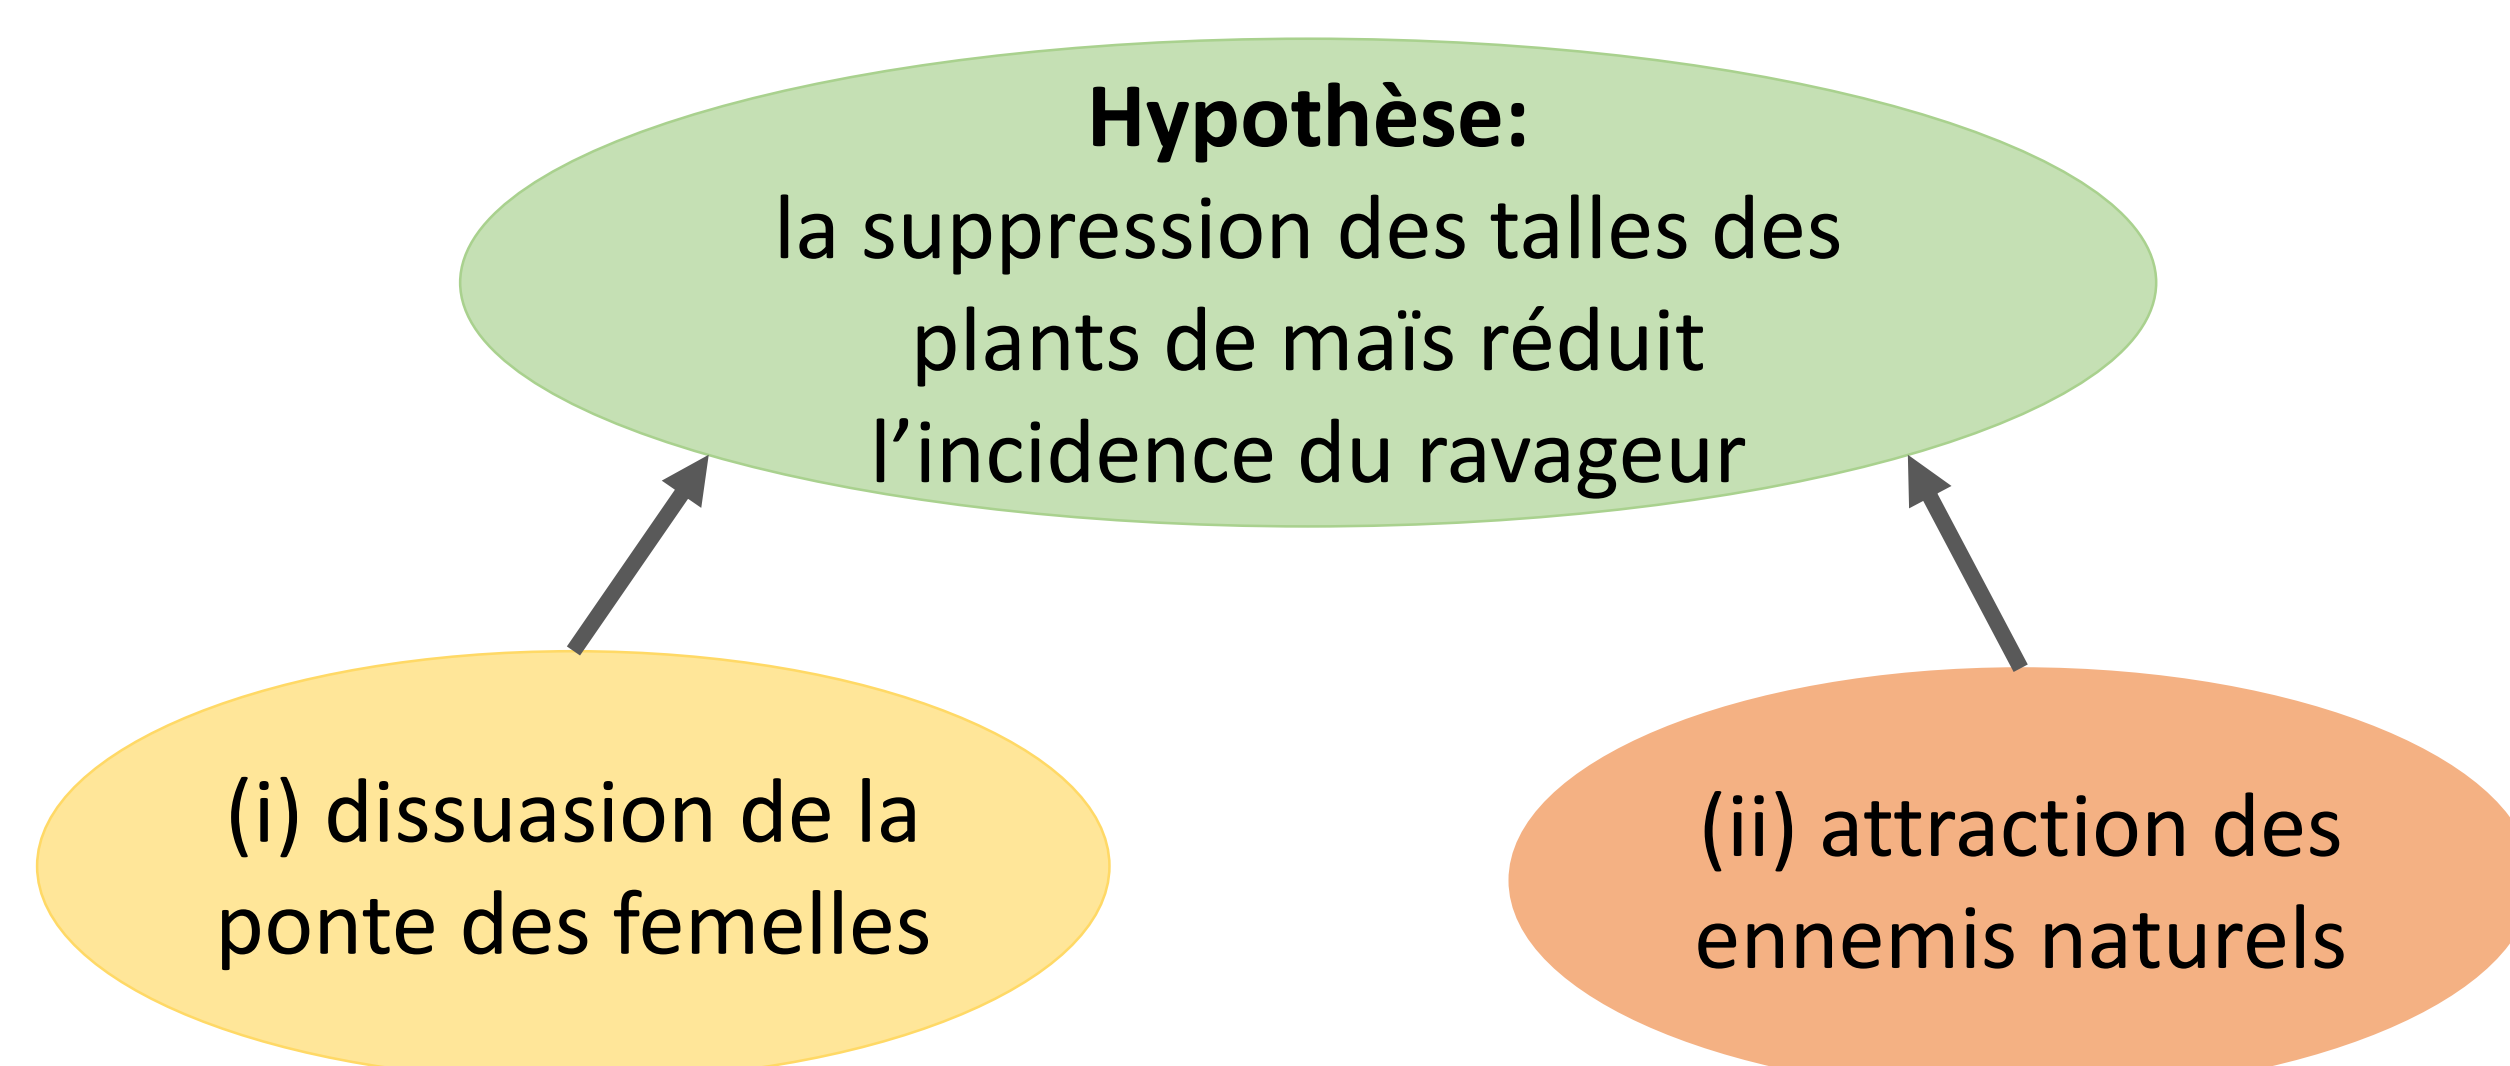 Hypothèse:
la suppression des talles des
plants de maïs réduit
l’incidence du ravageur
(i) dissuasion de la
ponte des femelles
(ii) attraction des
ennemis naturels